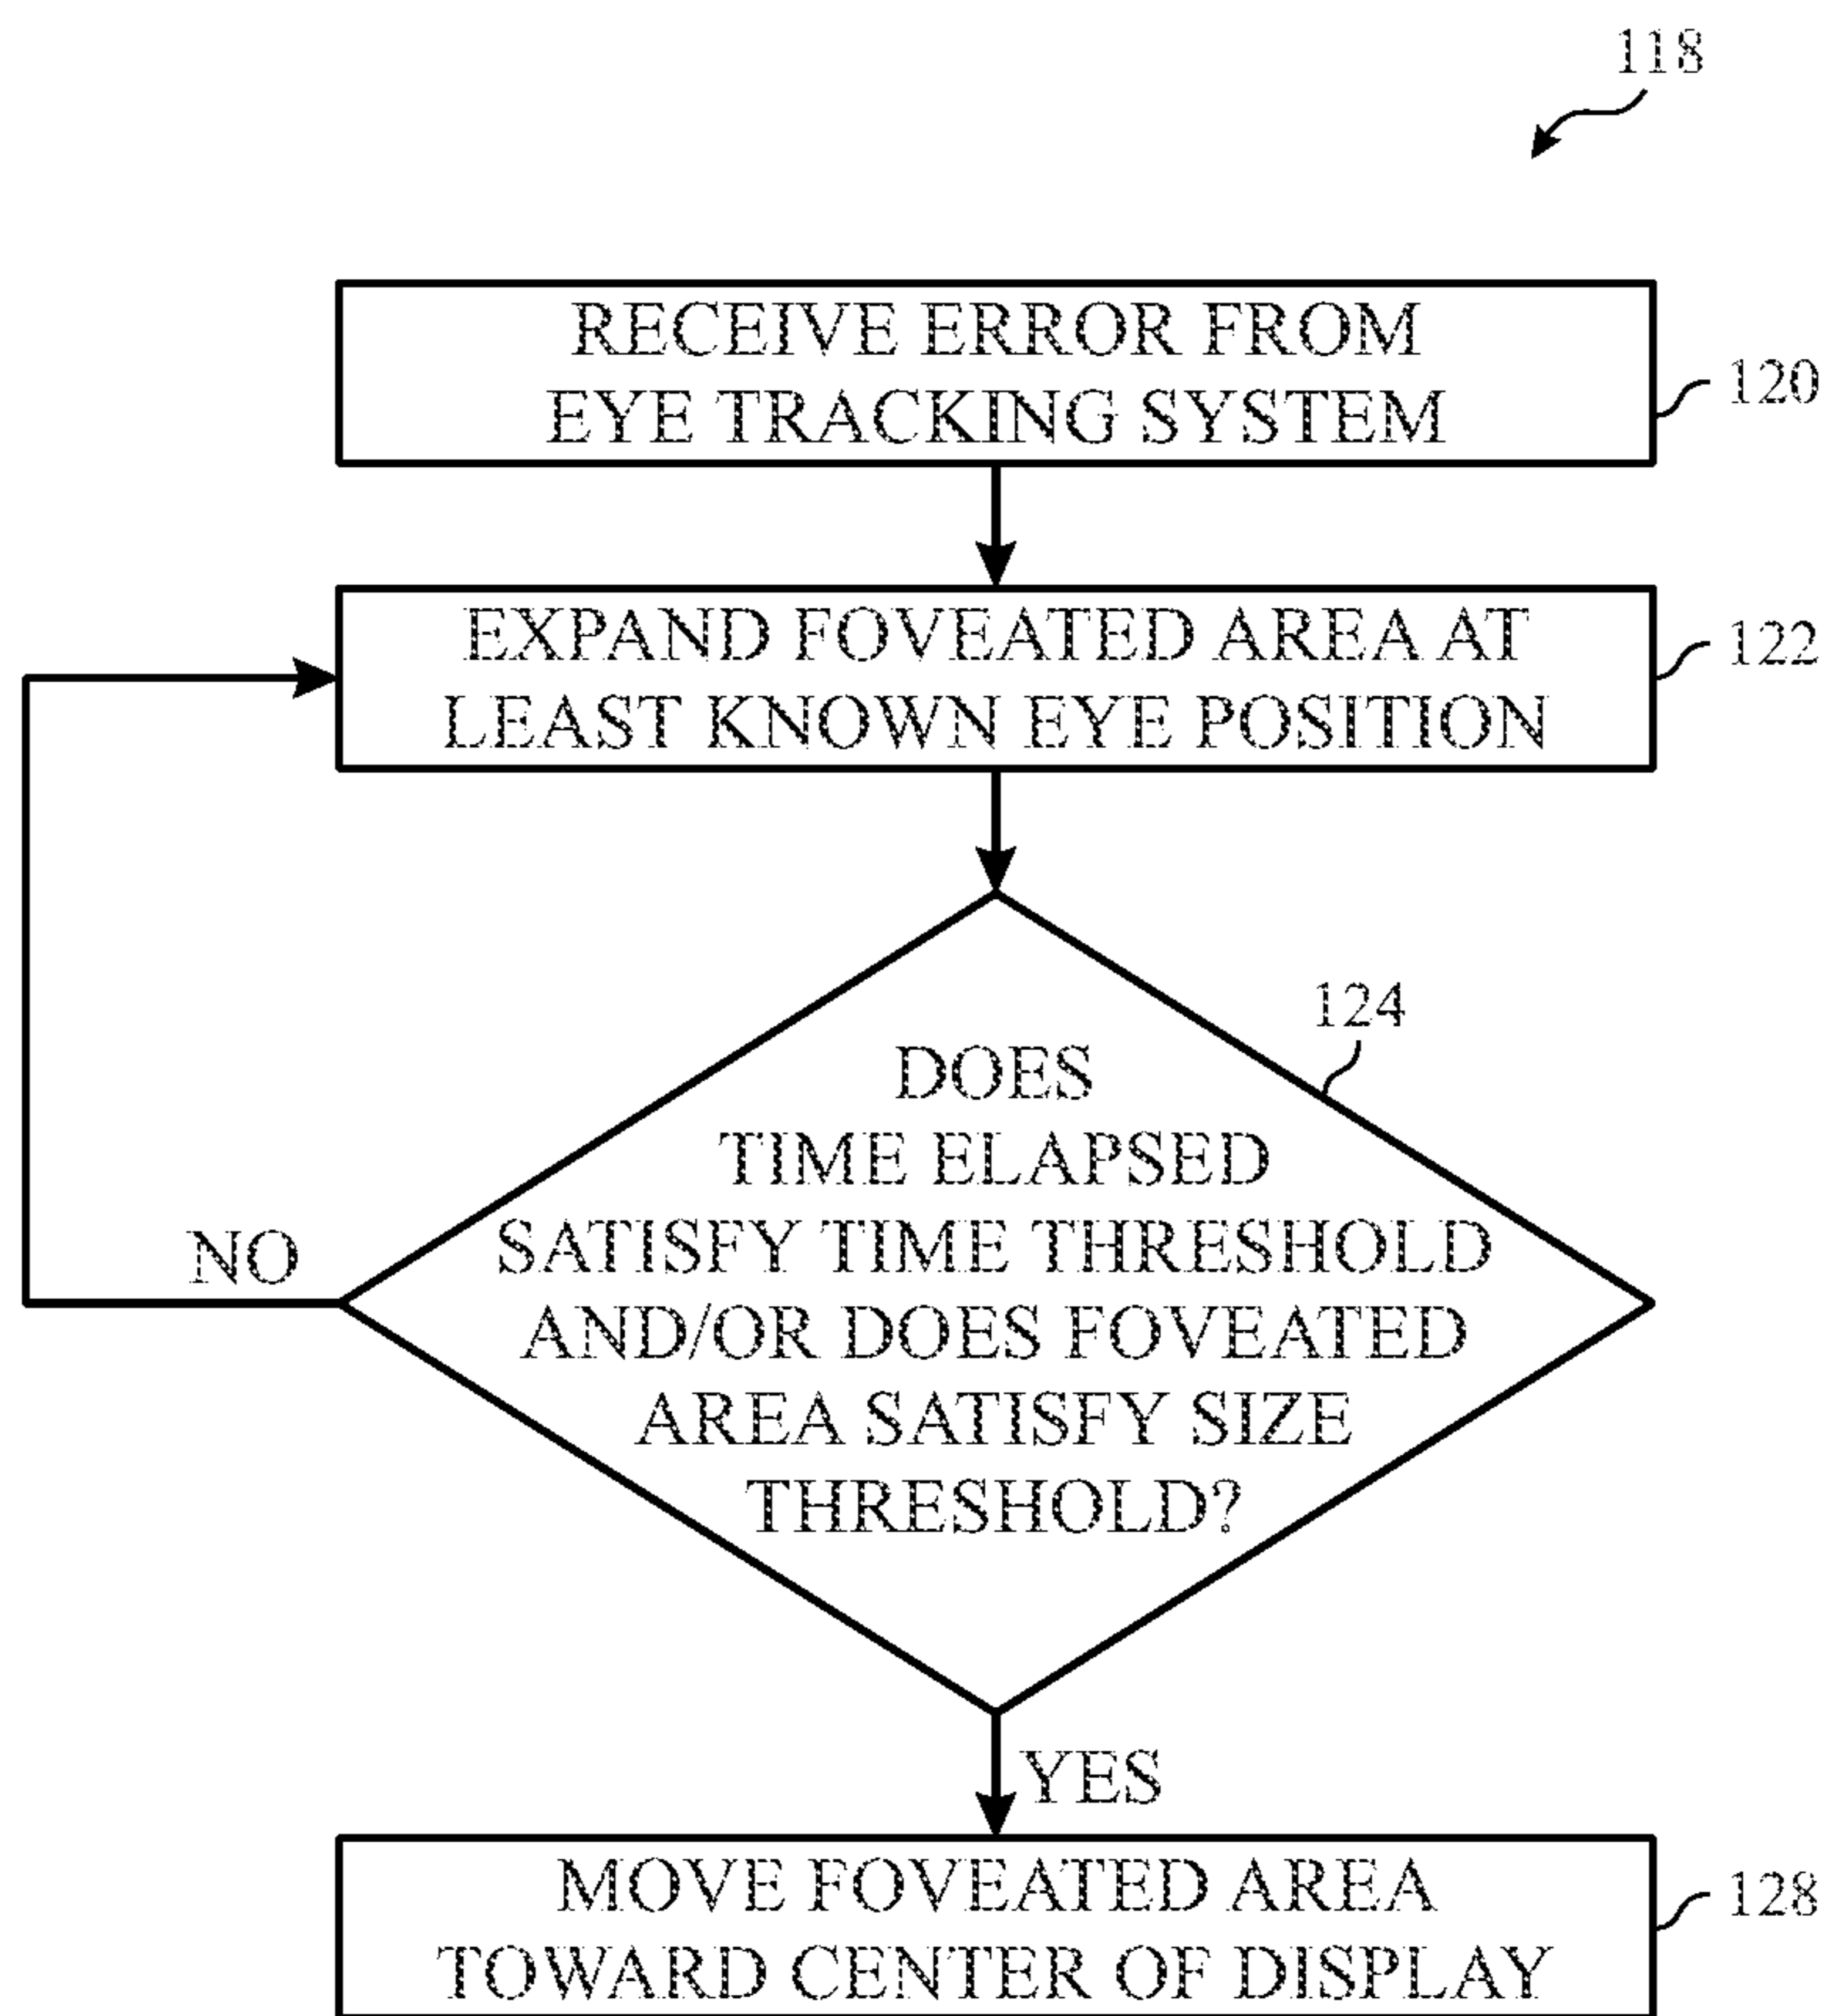 118
RECEIVE ERROR FROM
EYE TRACKING SYSTEM
120
EXPAND FOVEATED AREA AT
LEAST KNOWN EYE POSITION
122
124
DOES
TIME ELAPSED
SATISFY TIME THRESHOLD
AND/OR DOES FOVEATED
AREA SATISFY SIZE
THRESHOLD?
NO
YES
MOVE FOVEATED AREA
TOWARD CENTER OF DISPLAY
128